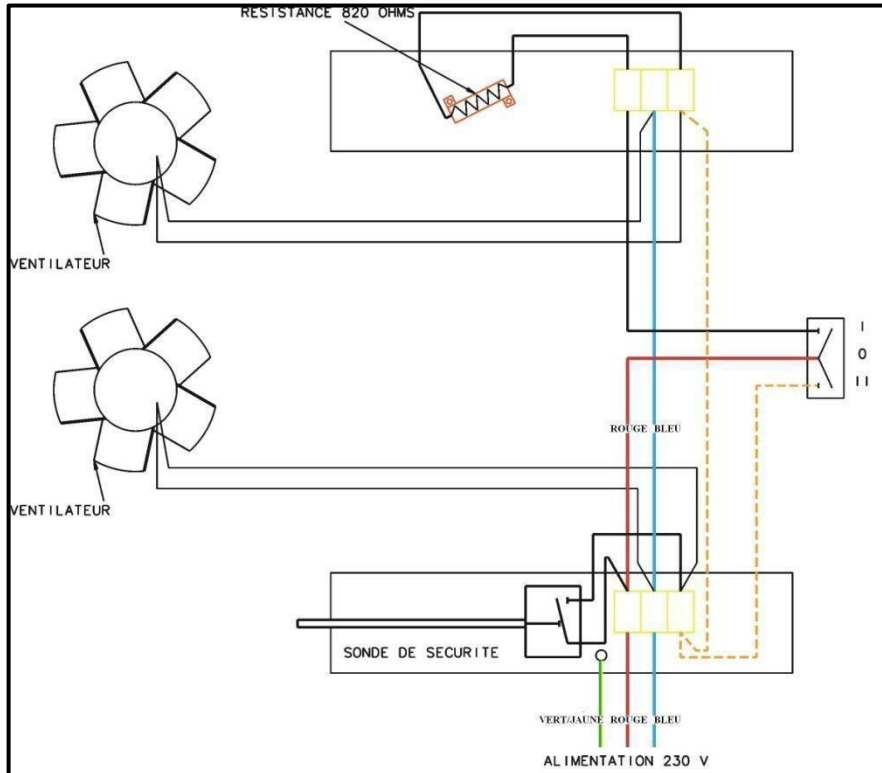 RESISTANCE 820 OHMS
VENTILATEUR
I
0
II
ROUGE BLEU
VENTILATEUR
SONDE DE SECURITE
VERT/JAUNE ROUGE BLEU
ALIMENTATION 230 V